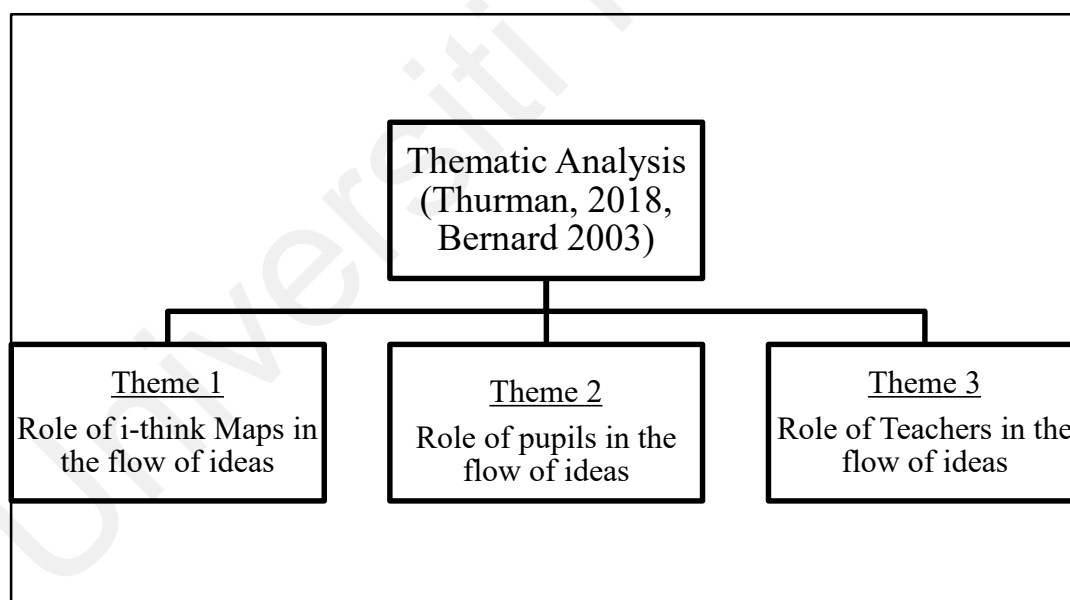 Thematic Analysis
(Thurman, 2018,
Bernard 2003)
Theme 1
Role of i-think Maps in
the flow of ideas
Theme 2
Role of pupils in the
flow of ideas
Theme 3
Role of Teachers in the
flow of ideas
Universiti